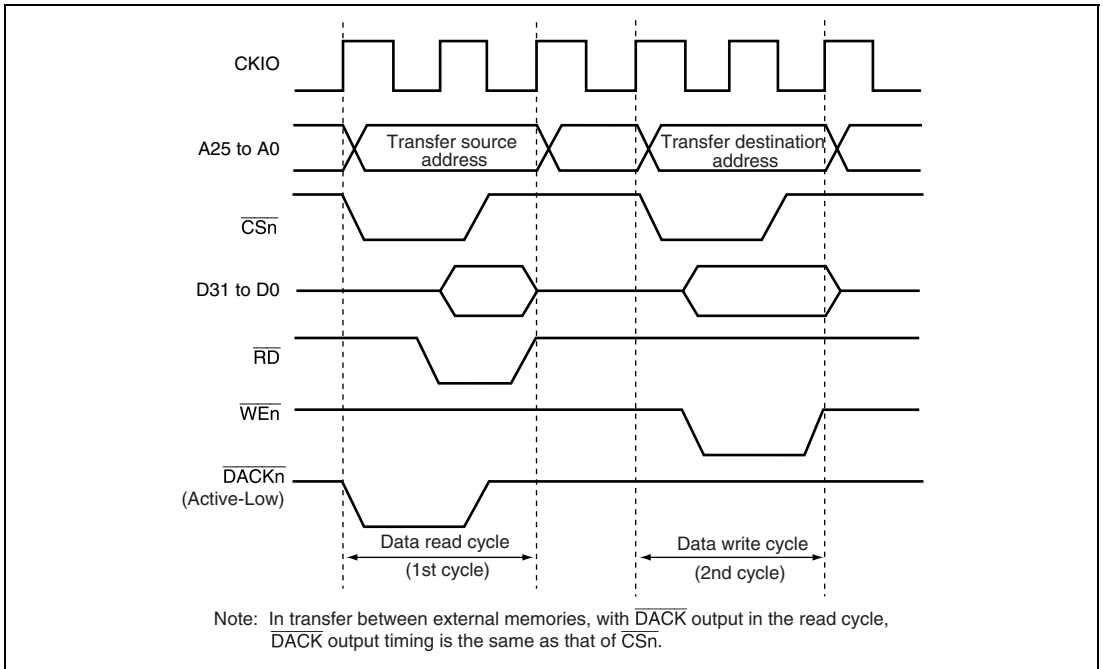 CKIO
A25 to A0
Transfer source
address
Transfer destination
address
CSn
D31 to D0
RD
WEn
DACKn
(Active-Low)
Data read cycle
(1st cycle)
Data write cycle
(2nd cycle)
Note: In transfer between external memories, with DACK output in the read cycle,
DACK output timing is the same as that of CSn.